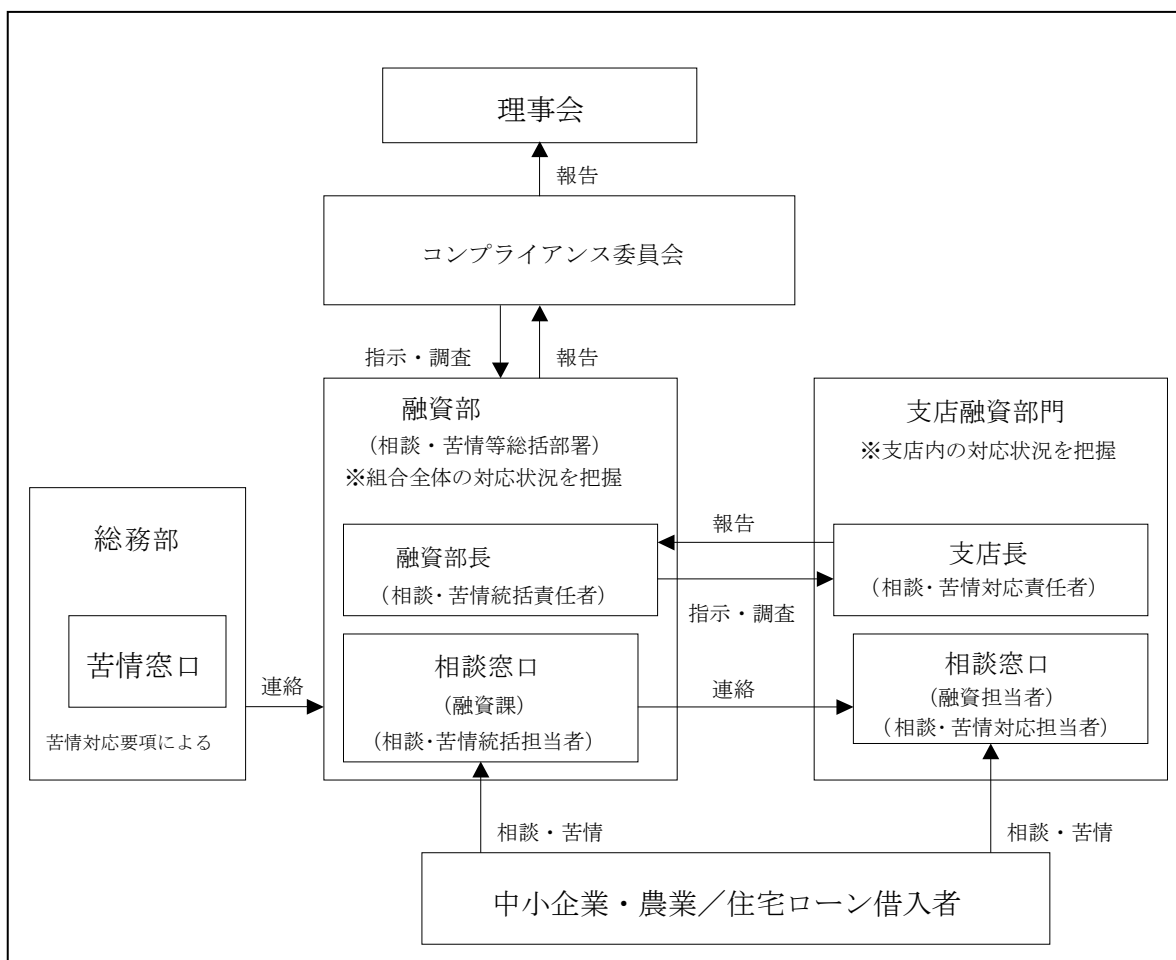 理事会
報告
コンプライアンス委員会
指示・調査
報告
融資部
（相談・苦情等総括部署）
※組合全体の対応状況を把握
支店融資部門
※支店内の対応状況を把握
総務部
苦情窓口
苦情対応要項による
連絡
融資部長
（相談・苦情統括責任者）
報告
指示・調査
支店長
（相談・苦情対応責任者）
相談窓口
（融資課）
（相談・苦情統括担当者）
連絡
相談窓口
（融資担当者）
（相談・苦情対応担当者）
相談・苦情
相談・苦情
中小企業・農業／住宅ローン借入者